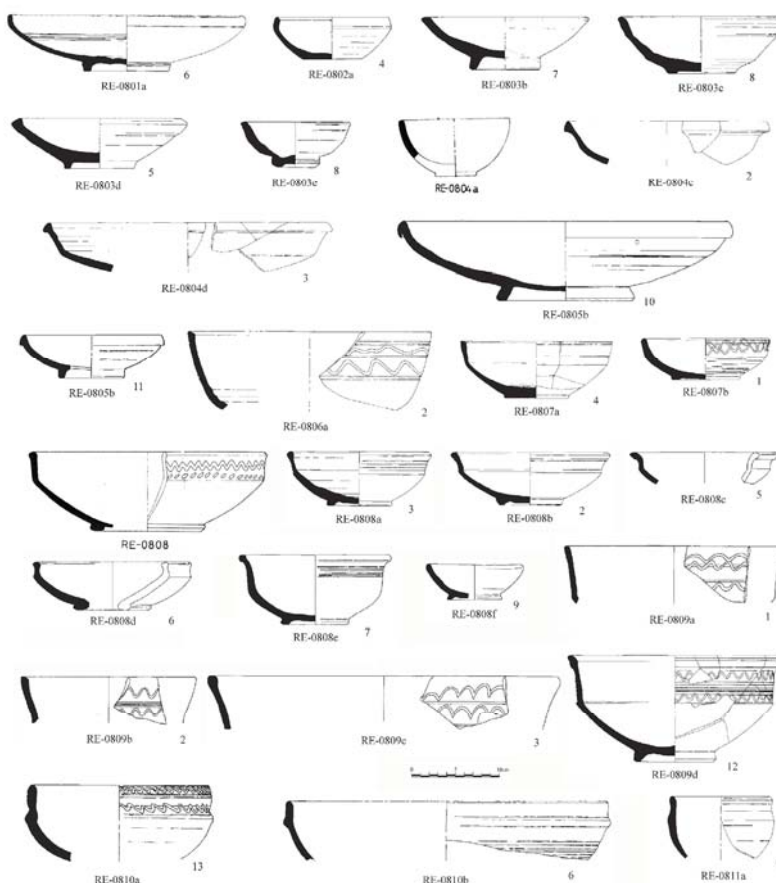 6 4 7 8
RE-0801a RE-0802a RE-0803b RE-0803c
5 8 2
RE-0803d RE-0803e RE-0804a RE-0804c
3
RE-0804d
10
RE-0805b
11 2 4 1
RE-0805b RE-0806a RE-0807a RE-0807b
3 2 5
RE-0808 RE-0808a RE-0808b RE-0808c
6 7 9 1
RE-0808d RE-0808e RE-0808f RE-0809a
2 3 12
RE-0809b RE-0809c RE-0809d
13 6
RE-0810a RE-0810b RE-0811a